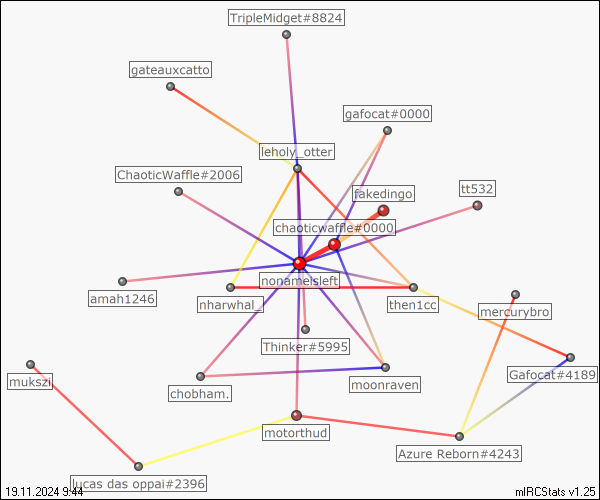 TripleMidget#8824
gateauxcatto
gafocat#0000
leholy_otter
ChaoticWaffle#2006
fakedingo
tt532
chaoticwaffle#0000
nonameisleft
amah1246
nharwhal_
then1cc
mercurybro
Thinker#5995
mukszi
chobham.
moonraven
Gafocat#4189
motorthud
Azure Reborn#4243
lucas das oppai#2396
19.11.2024 9:44
mIRCStats v1.25